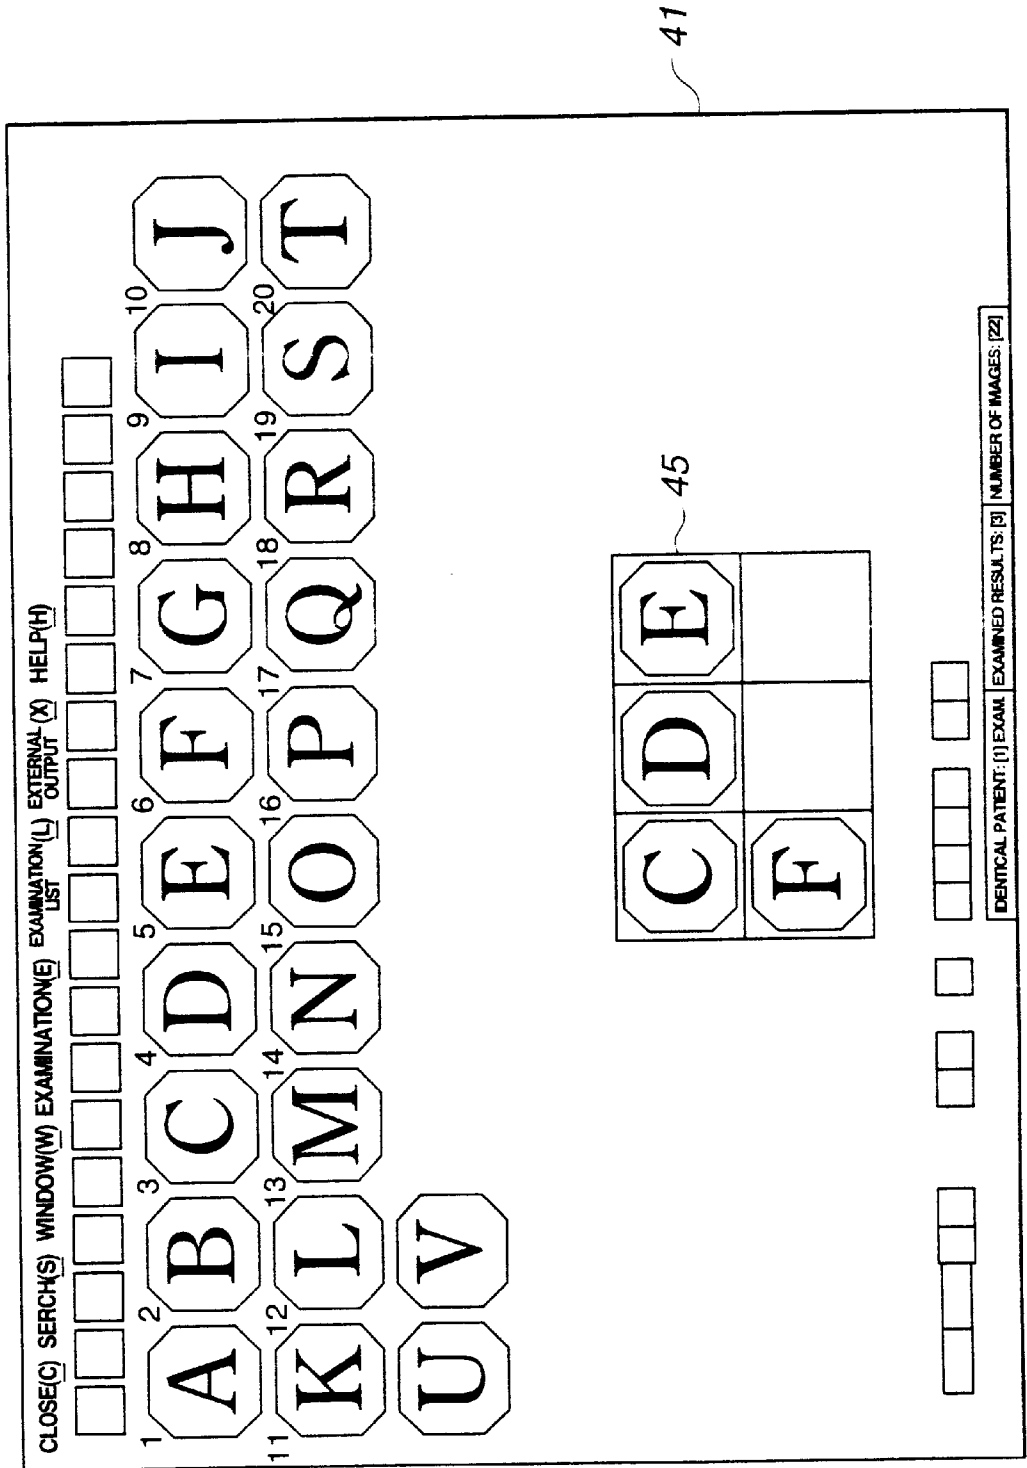 41
CLOSE(C) SERCH(S) WINDOW(W) EXAMINATION(E) EXAMINATION LIST(L) EXTERNAL OUTPUT(X) HELP(H)
1 2 3 4 5 6 7 8 9 10
A B C D E F G H I J
11 12 13 14 15 16 17 18 19 20
K L M N O P Q R S T
U V
45
C D E
F
IDENTICAL PATIENT: [1] EXAM. EXAMINED RESULTS: [3] NUMBER OF IMAGES: [22]